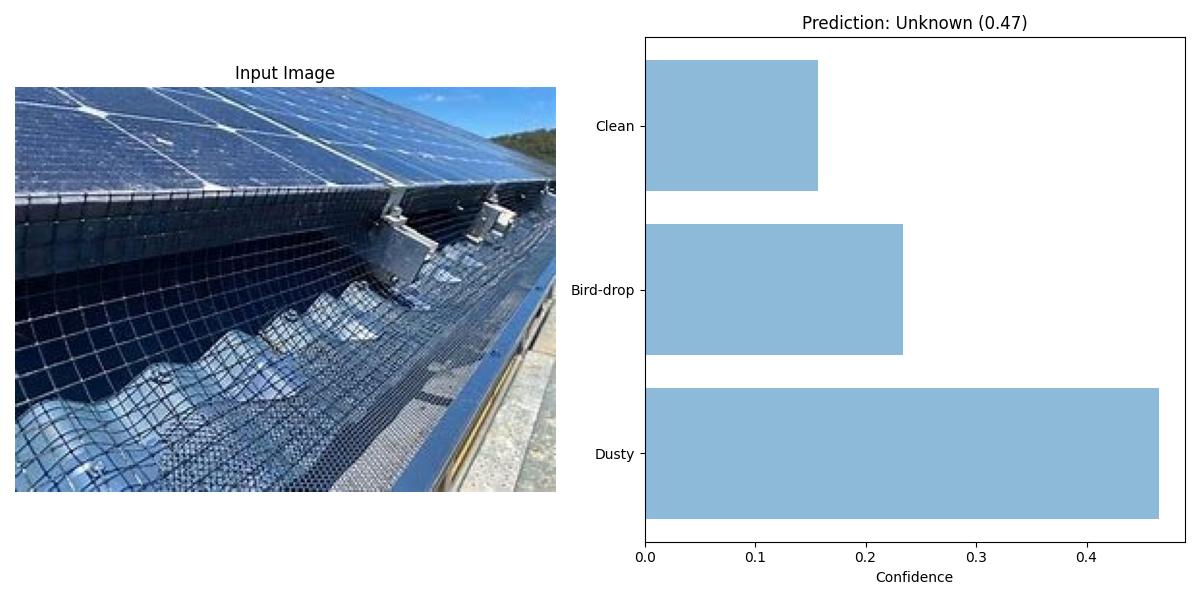 Input Image
Prediction: Unknown (0.47)
Clean
Bird-drop
Dusty
0.0 0.1 0.2 0.3 0.4
Confidence